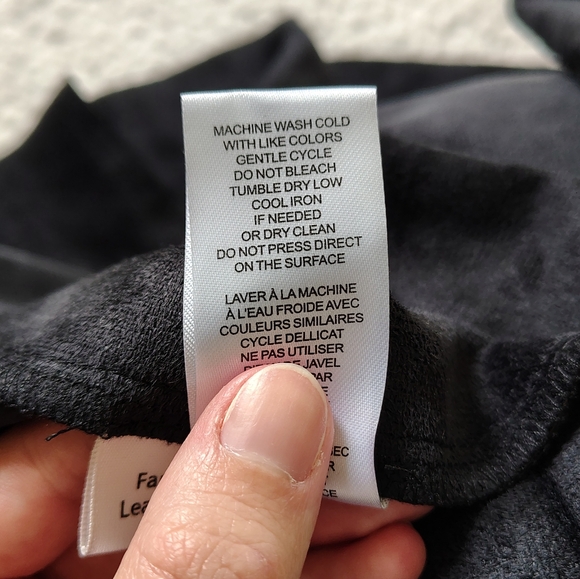 MACHINE WASH COLD
WITH LIKE COLORS
GENTLE CYCLE
DO NOT BLEACH
TUMBLE DRY LOW
COOL IRON
IF NEEDED
OR DRY CLEAN
DO NOT PRESS DIRECT
ON THE SURFACE
LAVER À LA MACHINE
À L'EAU FROIDE AVEC
COULEURS SIMILAIRES
CYCLE DELLICAT
NE PAS UTILISER
JAVEL